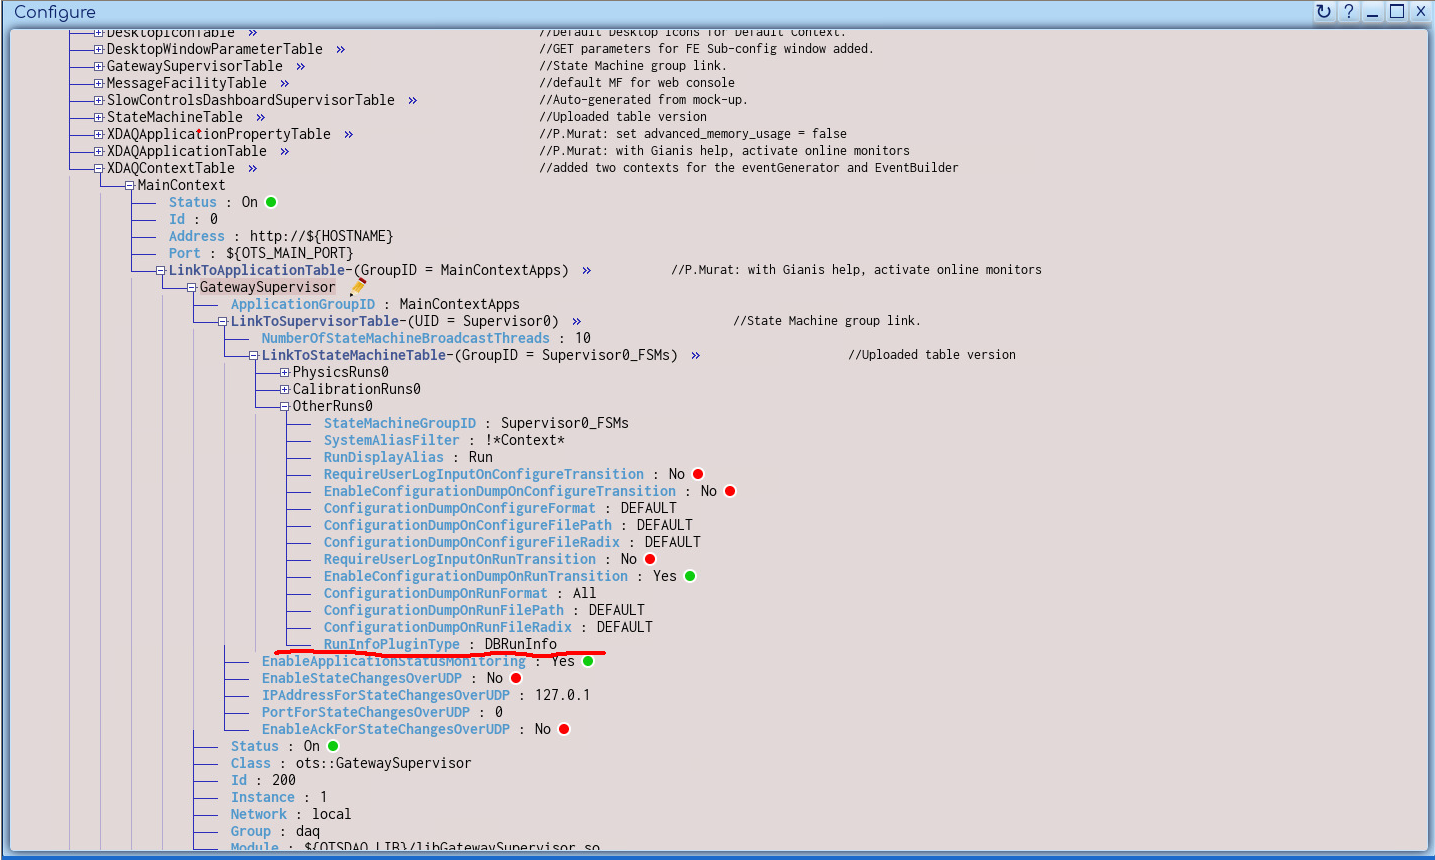 Configure
? _ X
DesktopIconTable » //Default Desktop Icons for Default Context.
DesktopWindowParameterTable » //GET parameters for FE Sub-config window added.
GatewaySupervisorTable » //State Machine group link.
MessageFacilityTable » //default MF for web console
SlowControlsDashboardSupervisorTable » //Auto-generated from mock-up.
StateMachineTable » //Uploaded table version
XDAQApplicationPropertyTable » //P.Murat: set advanced_memory_usage = false
XDAQApplicationTable » //P.Murat: with Gianis help, activate online monitors
XDAQContextTable » //added two contexts for the eventGenerator and EventBuilder
MainContext
Status : On
Id : 0
Address : http://${HOSTNAME}
Port : ${OTS_MAIN_PORT}
LinkToApplicationTable-(GroupID = MainContextApps) » //P.Murat: with Gianis help, activate online monitors
GatewaySupervisor
ApplicationGroupID : MainContextApps
LinkToSupervisorTable-(UID = Supervisor0) » //State Machine group link.
NumberOfStateMachineBroadcastThreads : 10
LinkToStateMachineTable-(GroupID = Supervisor0_FSMs) » //Uploaded table version
PhysicsRuns0
CalibrationRuns0
OtherRuns0
StateMachineGroupID : Supervisor0_FSMs
SystemAliasFilter : !*Context*
RunDisplayAlias : Run
RequireUserLogInputOnConfigureTransition : No
EnableConfigurationDumpOnConfigureTransition : No
ConfigurationDumpOnConfigureFormat : DEFAULT
ConfigurationDumpOnConfigureFilePath : DEFAULT
ConfigurationDumpOnConfigureFileRadix : DEFAULT
RequireUserLogInputOnRunTransition : No
EnableConfigurationDumpOnRunTransition : Yes
ConfigurationDumpOnRunFormat : All
ConfigurationDumpOnRunFilePath : DEFAULT
ConfigurationDumpOnRunFileRadix : DEFAULT
RunInfoPluginType : DBRunInfo
EnableApplicationStatusMonitoring : Yes
EnableStateChangesOverUDP : No
IPAddressForStateChangesOverUDP : 127.0.1
PortForStateChangesOverUDP : 0
EnableAckForStateChangesOverUDP : No
Status : On
Class : ots::GatewaySupervisor
Id : 200
Instance : 1
Network : local
Group : daq
Module : ${OTSDAQ_LIB}/libGatewaySupervisor.so